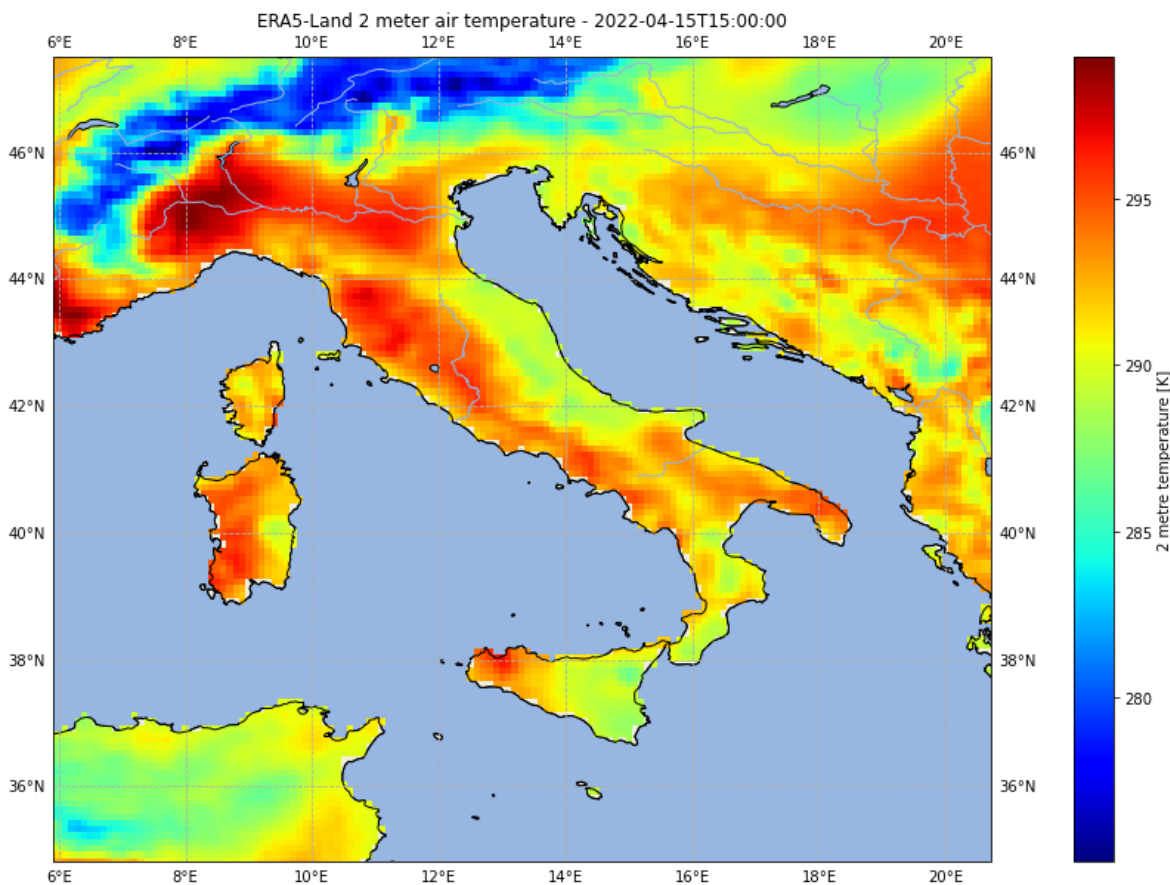 ERA5-Land 2 meter air temperature - 2022-04-15T15:00:00
6°E 8°E 10°E 12°E 14°E 16°E 18°E 20°E
46°N 46°N
44°N 44°N
42°N 42°N
40°N 40°N
38°N 38°N
36°N 36°N
6°E 8°E 10°E 12°E 14°E 16°E 18°E 20°E
295
290
285
280
2 metre temperature [K]